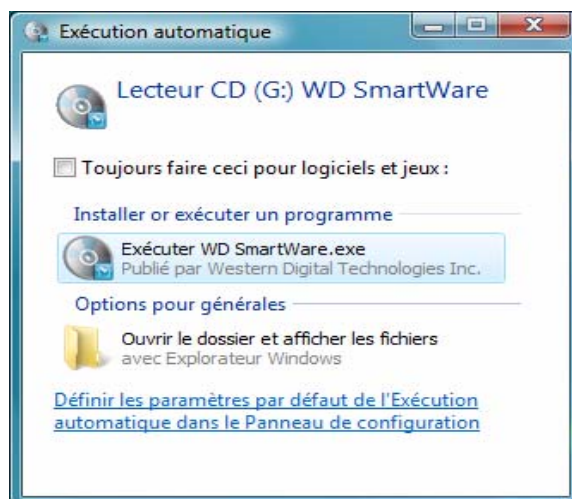 Exécution automatique
Lecteur CD (G:) WD SmartWare
Toujours faire ceci pour logiciels et jeux :
Installer or exécuter un programme
Exécuter WD SmartWare.exe
Publié par Western Digital Technologies Inc.
Options pour générales
Ouvrir le dossier et afficher les fichiers
avec Explorateur Windows
Définir les paramètres par défaut de l'Exécution
automatique dans le Panneau de configuration